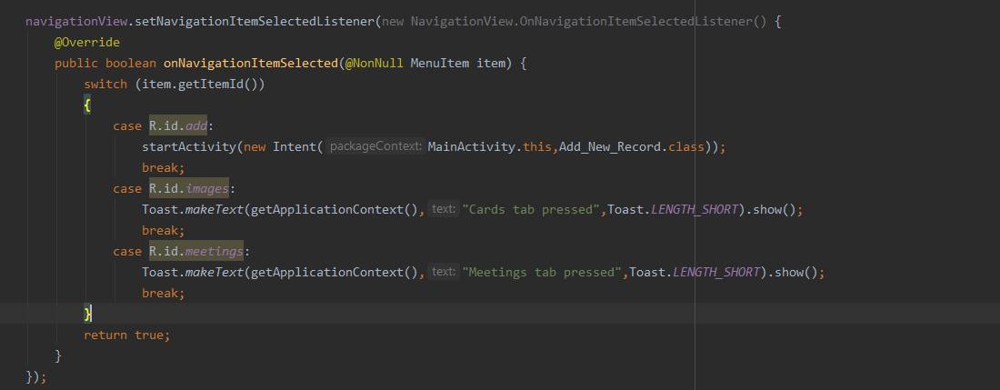 navigationView.setNavigationItemSelectedListener(new NavigationView.OnNavigationItemSelectedListener() {
    @Override
    public boolean onNavigationItemSelected(@NonNull MenuItem item) {
        switch (item.getItemId())
        {
            case R.id.add:
                startActivity(new Intent( packageContext: MainActivity.this,Add_New_Record.class));
                break;
            case R.id.images:
                Toast.makeText(getApplicationContext(), text: "Cards tab pressed",Toast.LENGTH_SHORT).show();
                break;
            case R.id.meetings:
                Toast.makeText(getApplicationContext(), text: "Meetings tab pressed",Toast.LENGTH_SHORT).show();
                break;
        }
        return true;
    }
});